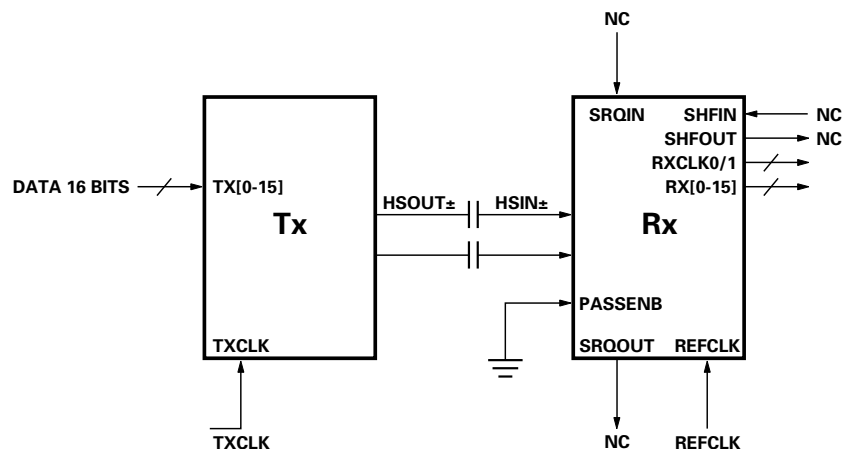 NC
SRQIN
SHFIN
NC
SHFOUT
NC
RXCLK0/1
DATA 16 BITS
TX[0-15]
RX[0-15]
HSOUT±
HSIN±
Tx
Rx
PASSENB
TXCLK
SRQOUT
REFCLK
TXCLK
NC
REFCLK